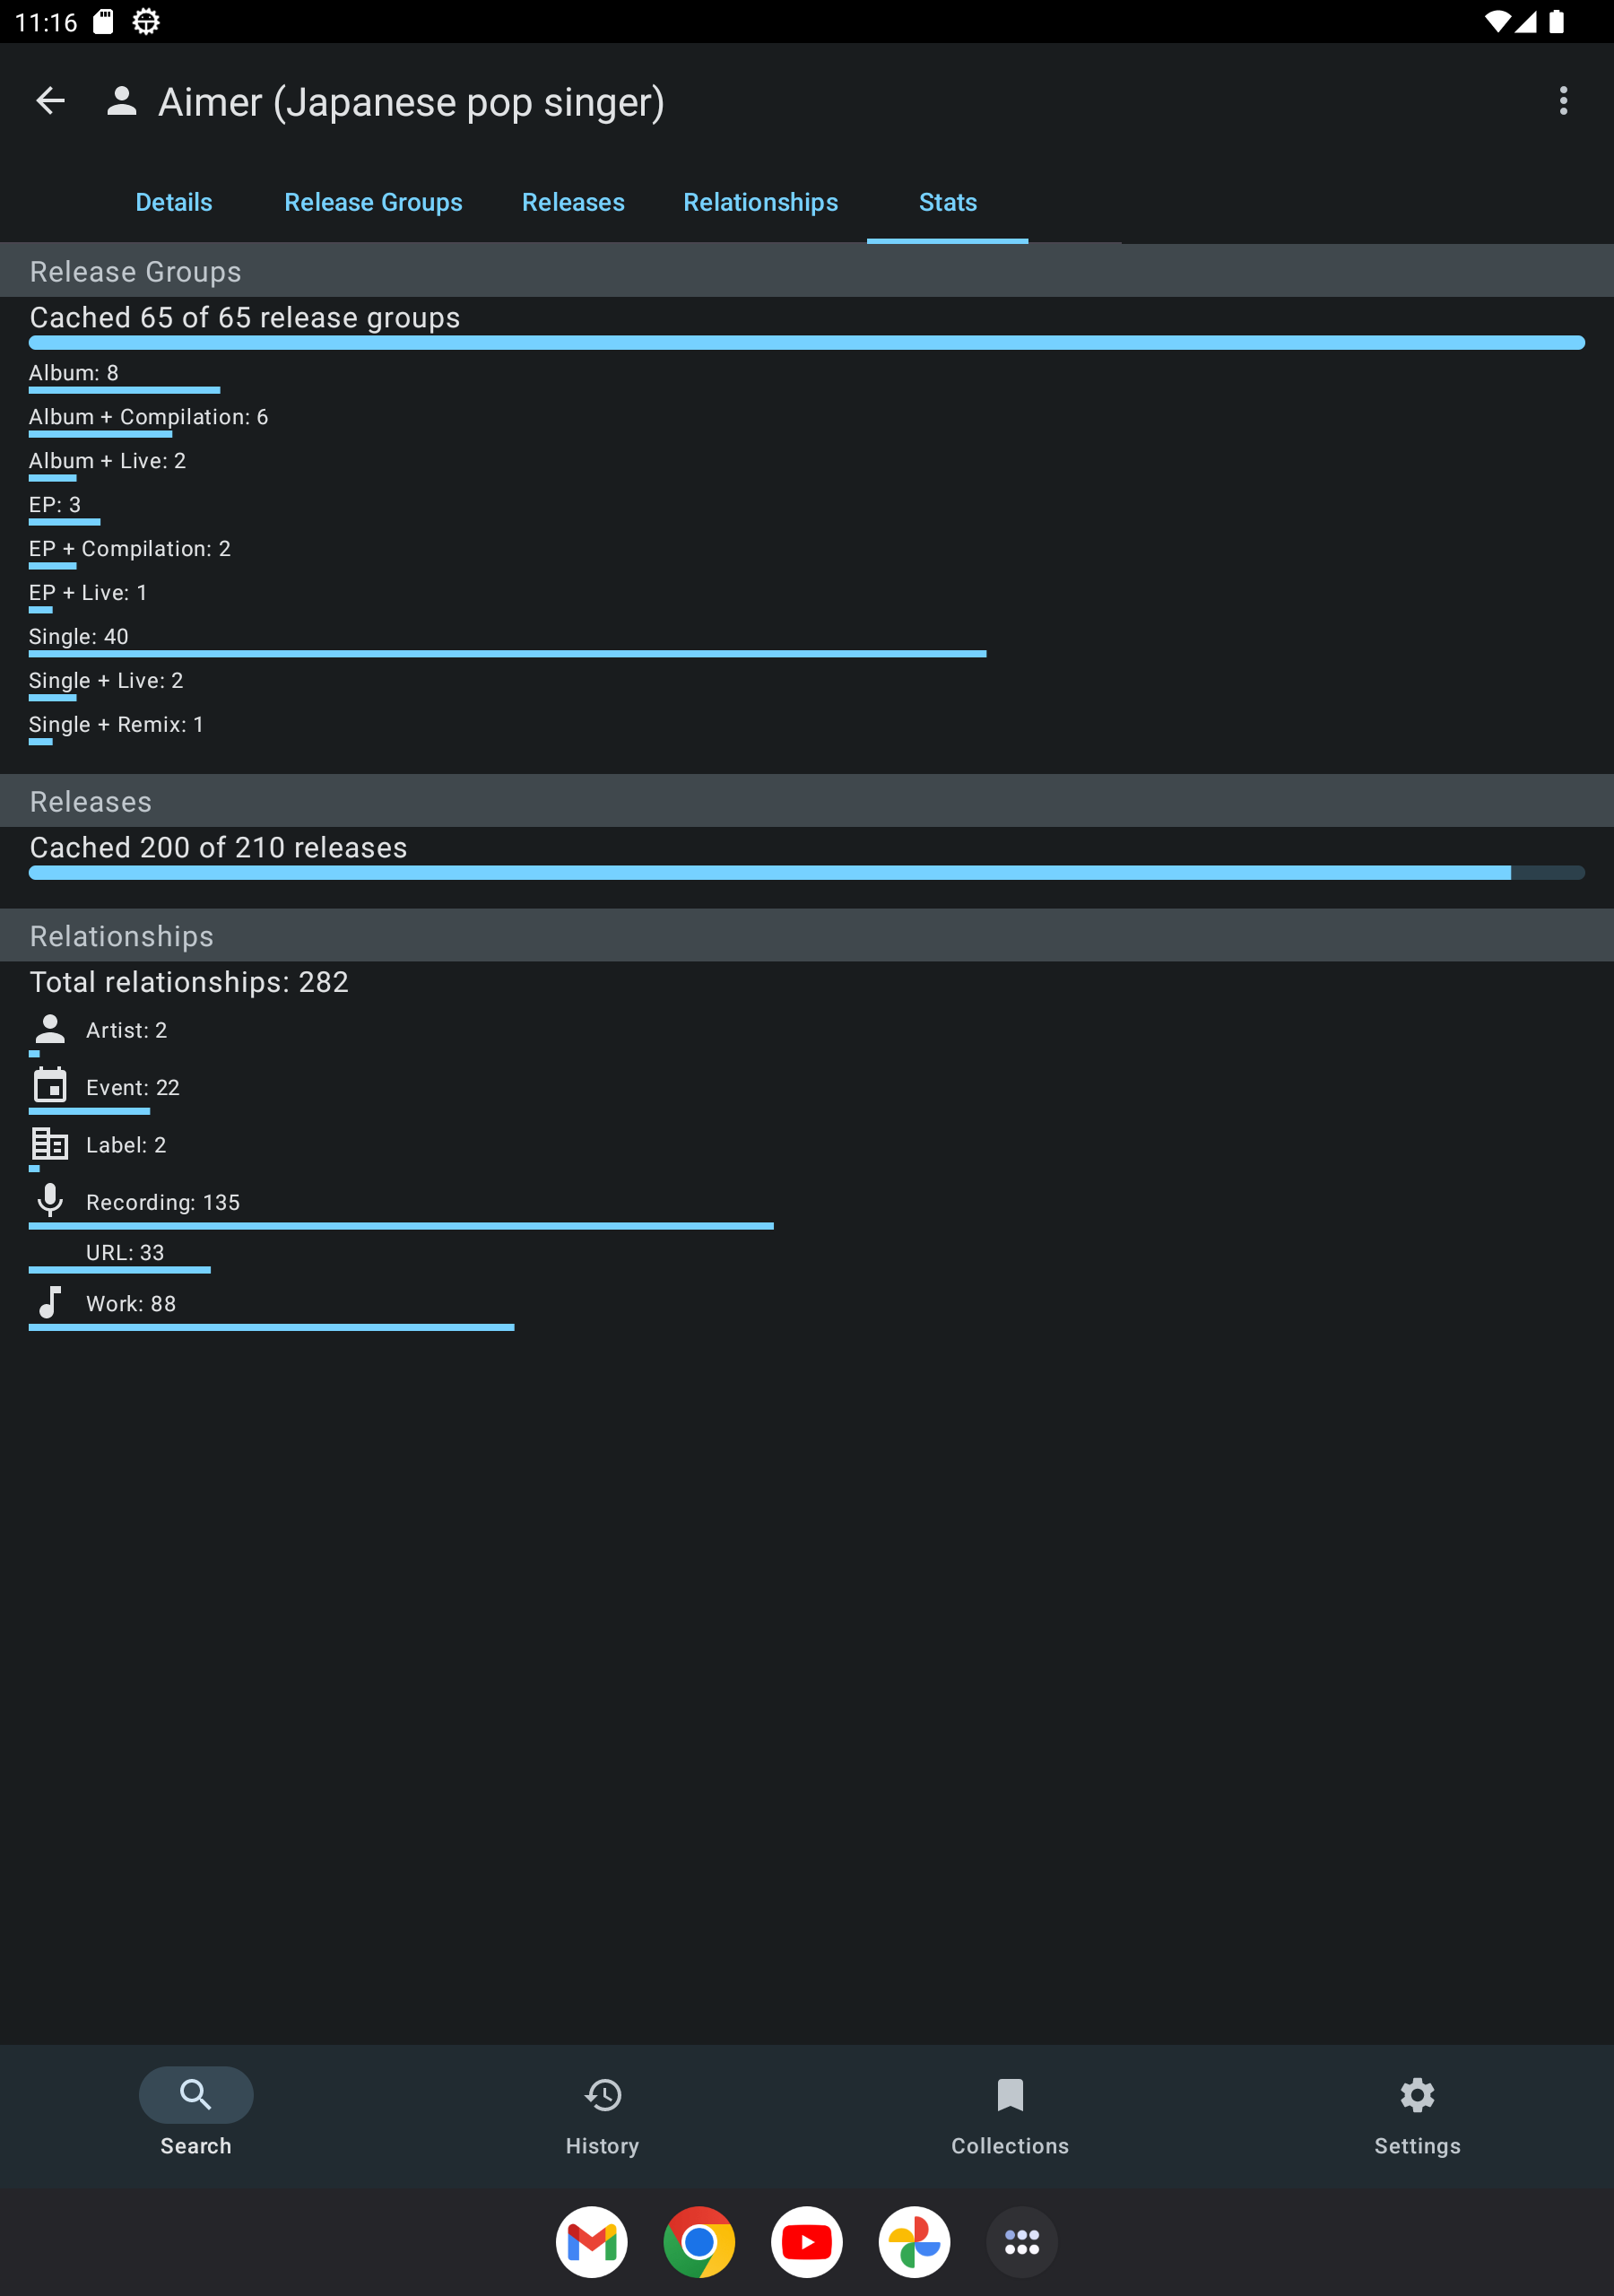 11:16
Aimer (Japanese pop singer)
Details Release Groups Releases Relationships Stats
Release Groups
Cached 65 of 65 release groups
Album: 8
Album + Compilation: 6
Album + Live: 2
EP: 3
EP + Compilation: 2
EP + Live: 1
Single: 40
Single + Live: 2
Single + Remix: 1
Releases
Cached 200 of 210 releases
Relationships
Total relationships: 282
Artist: 2
Event: 22
Label: 2
Recording: 135
URL: 33
Work: 88
Search History Collections Settings